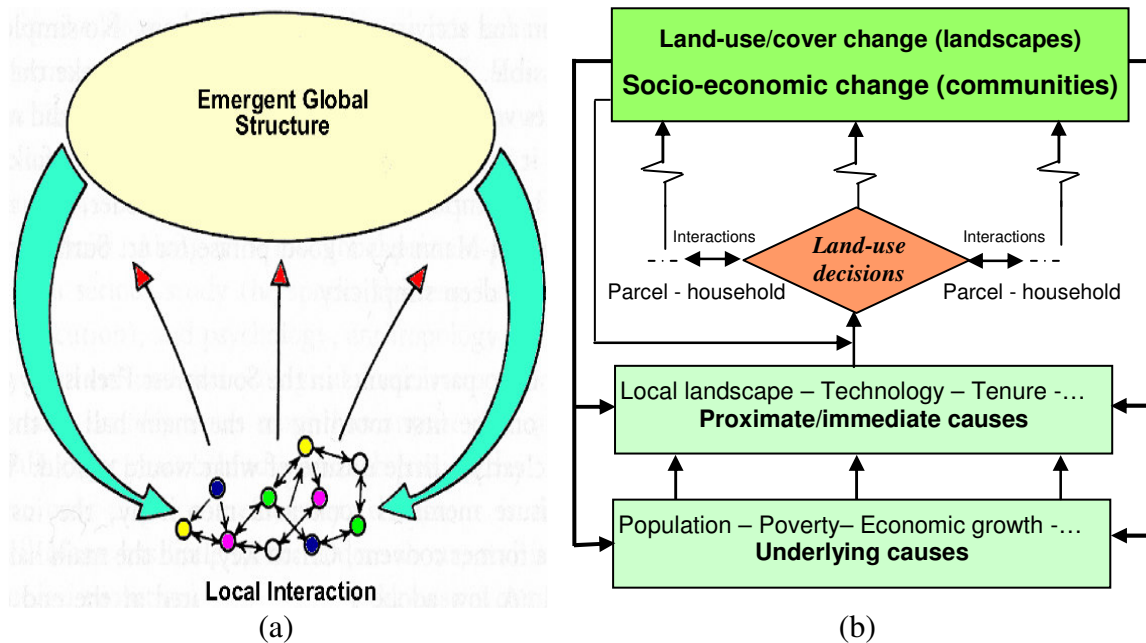 Emergent Global
Structure
Local Interaction
(a)
Land-use/cover change (landscapes)
Socio-economic change (communities)
Interactions
Land-use
decisions
Interactions
Parcel - household
Parcel - household
Local landscape – Technology – Tenure -…
Proximate/immediate causes
Population – Poverty– Economic growth -…
Underlying causes
(b)